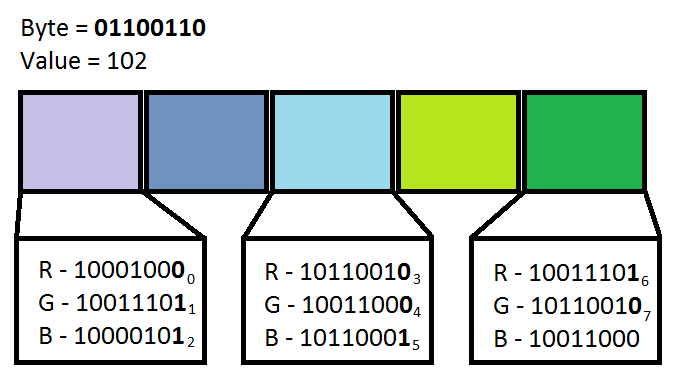 Byte = 01100110
Value = 102
R - 10001000₀
G - 10011101₁
B - 10000101₂
R - 10110010₃
G - 10011000₄
B - 10110001₅
R - 10011101₆
G - 10110010₇
B - 10011000